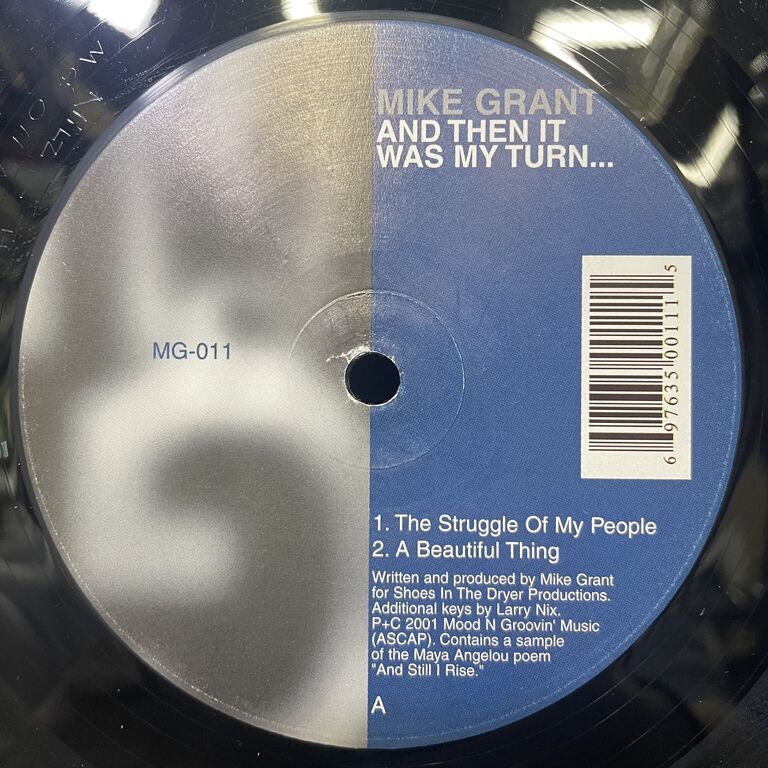 MIKE GRANT
AND THEN IT
WAS MY TURN...
MG-011
6 97635 00111 5
1. The Struggle Of My People
2. A Beautiful Thing
Written and produced by Mike Grant
for Shoes In The Dryer Productions.
Additional keys by Larry Nix.
P+C 2001 Mood N Groovin' Music
(ASCAP). Contains a sample
of the Maya Angelou poem
"And Still I Rise."
A